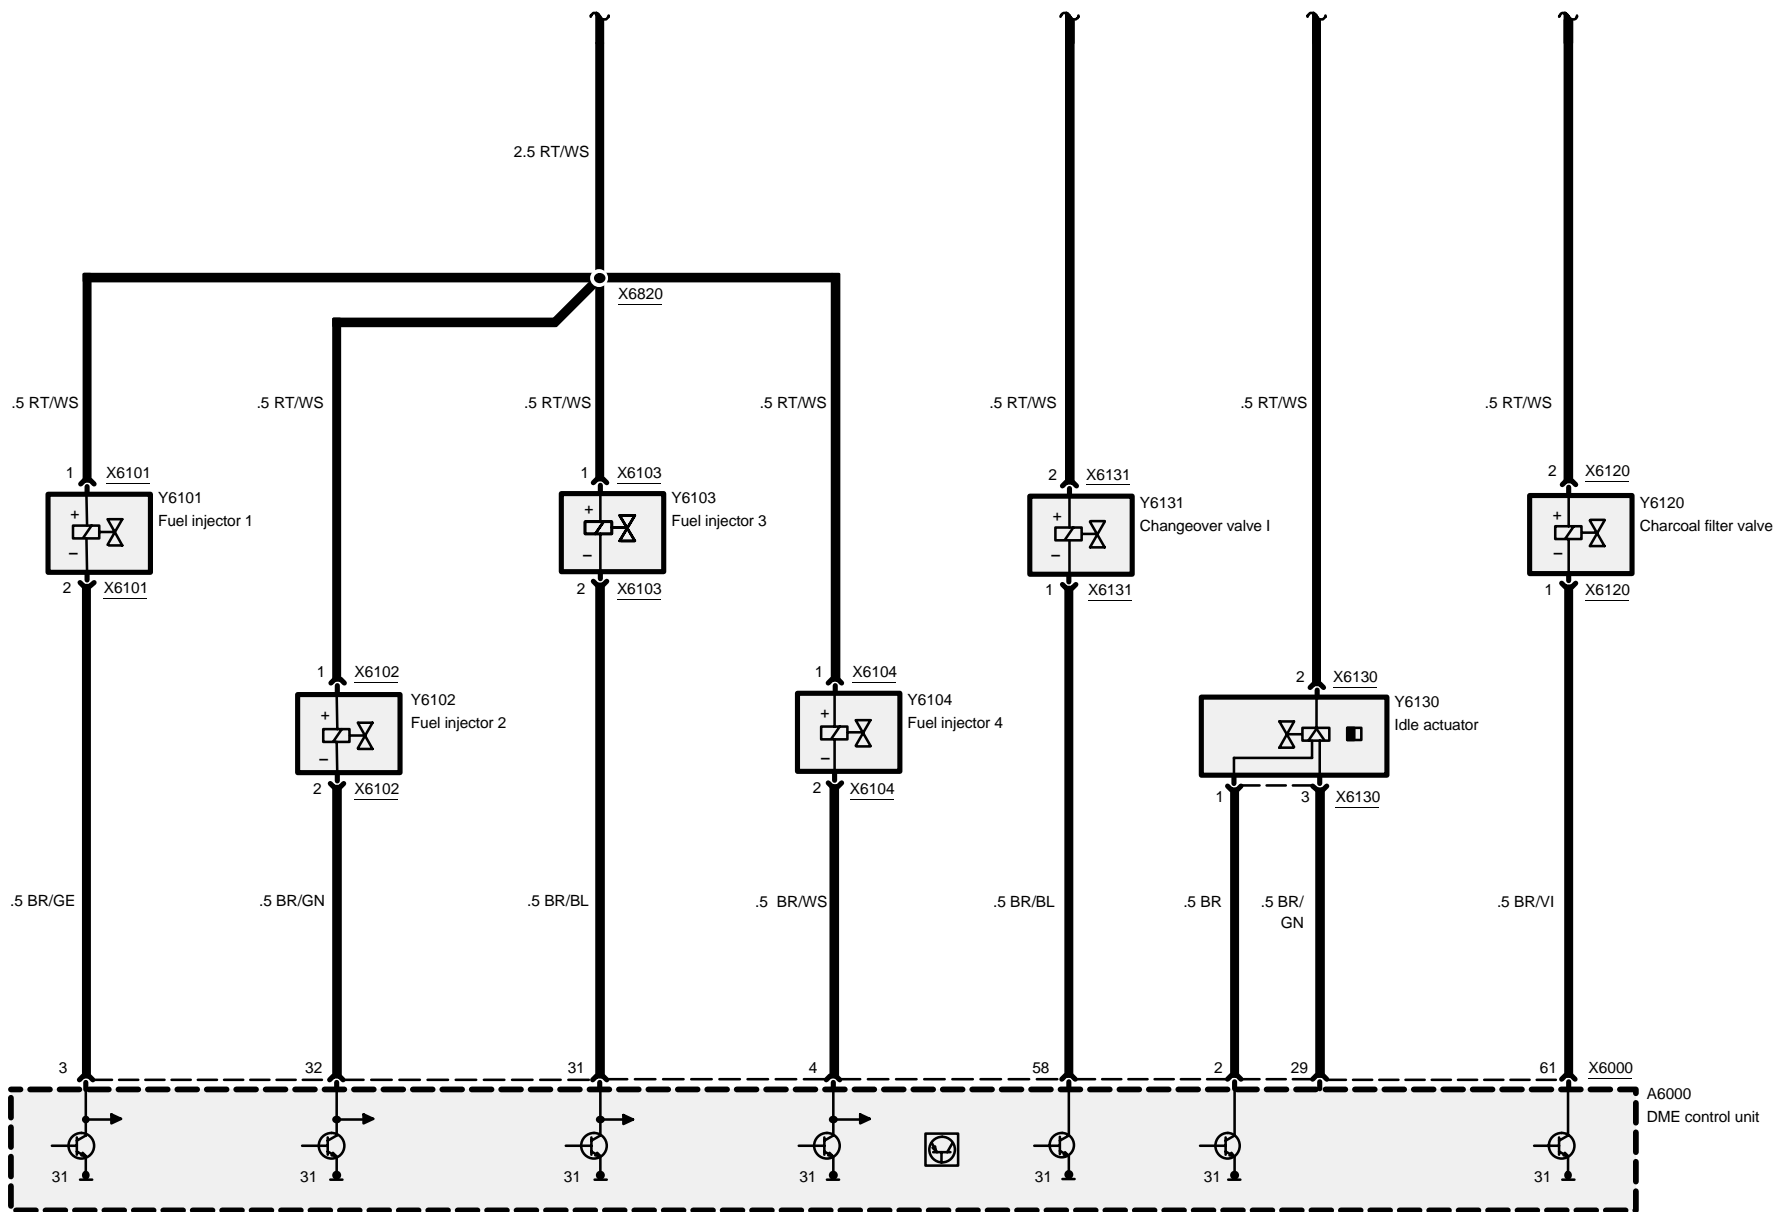 2.5 RT/WS
X6820
.5 RT/WS
.5 RT/WS
.5 RT/WS
.5 RT/WS
.5 RT/WS
.5 RT/WS
.5 RT/WS
1 X6101
1 X6103
2 X6131
2 X6120
+
−
Y6101
Fuel injector 1
+
−
Y6103
Fuel injector 3
+
−
Y6131
Changeover valve I
+
−
Y6120
Charcoal filter valve
2 X6101
2 X6103
1 X6131
1 X6120
1 X6102
1 X6104
2 X6130
+
−
Y6102
Fuel injector 2
+
−
Y6104
Fuel injector 4
Y6130
Idle actuator
2 X6102
2 X6104
1
3 X6130
.5 BR/GE
.5 BR/GN
.5 BR/BL
.5 BR/WS
.5 BR/BL
.5 BR
.5 BR/
GN
.5 BR/VI
3
32
31
4
58
2
29
61 X6000
A6000
DME control unit
31
31
31
31
31
31
31